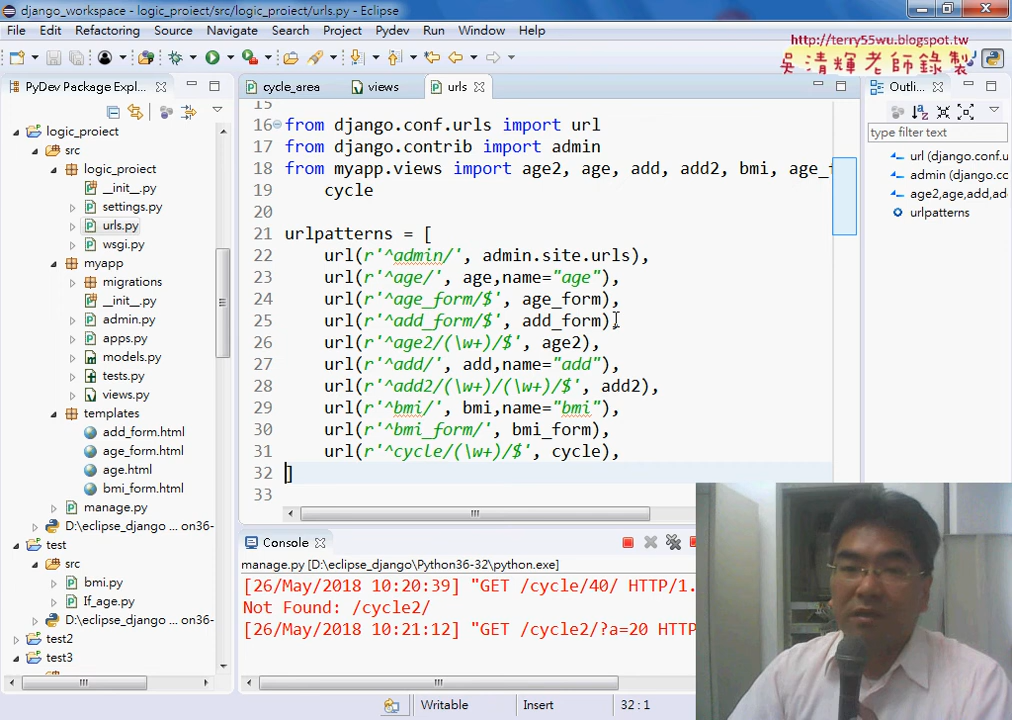 django_workspace - logic_proiect/src/logic_proiect/urls.py - Eclipse
File Edit Refactoring Source Navigate Search Project Pydev Run Window Help
http://terry55wu.blogspot.tw
吳清輝老師錄製
PyDev Package Expl...
cycle_area
views
urls
Outli...
type filter text
logic_proiect
src
logic_proiect
__init__.py
settings.py
urls.py
wsgi.py
myapp
migrations
__init__.py
admin.py
apps.py
models.py
tests.py
views.py
templates
add_form.html
age_form.html
age.html
bmi_form.html
manage.py
D:\eclipse_django ... on36-
test
src
bmi.py
If_age.py
D:\eclipse_django ... on36-
test2
test3
15
16 from django.conf.urls import url
17 from django.contrib import admin
18 from myapp.views import age2, age, add, add2, bmi, age_
19 cycle
20
21 urlpatterns = [
22 url(r'^admin/', admin.site.urls),
23 url(r'^age/', age,name="age"),
24 url(r'^age_form/$', age_form),
25 url(r'^add_form/$', add_form),
26 url(r'^age2/(\w+)/$', age2),
27 url(r'^add/', add,name="add"),
28 url(r'^add2/(\w+)/(\w+)/$', add2),
29 url(r'^bmi/', bmi,name="bmi"),
30 url(r'^bmi_form/', bmi_form),
31 url(r'^cycle/(\w+)/$', cycle),
32 ]
33
url (django.conf.u
admin (django.co
age2,age,add,add
urlpatterns
Console
manage.py [D:\eclipse_django\Python36-32\python.exe]
[26/May/2018 10:20:39] "GET /cycle/40/ HTTP/1.
Not Found: /cycle2/
[26/May/2018 10:21:12] "GET /cycle2/?a=20 HTTP
Writable
Insert
32 : 1